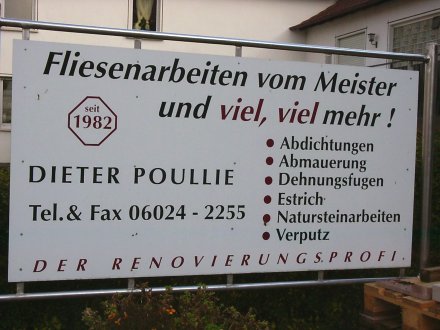 Fliesenarbeiten vom Meister
und viel, viel mehr !
seit
1982
• Abdichtungen
• Abmauerung
• Dehnungsfugen
• Estrich
• Natursteinarbeiten
• Verputz
DIETER POULLIE
Tel.& Fax 06024 - 2255
DER RENOVIERUNGSPROFI